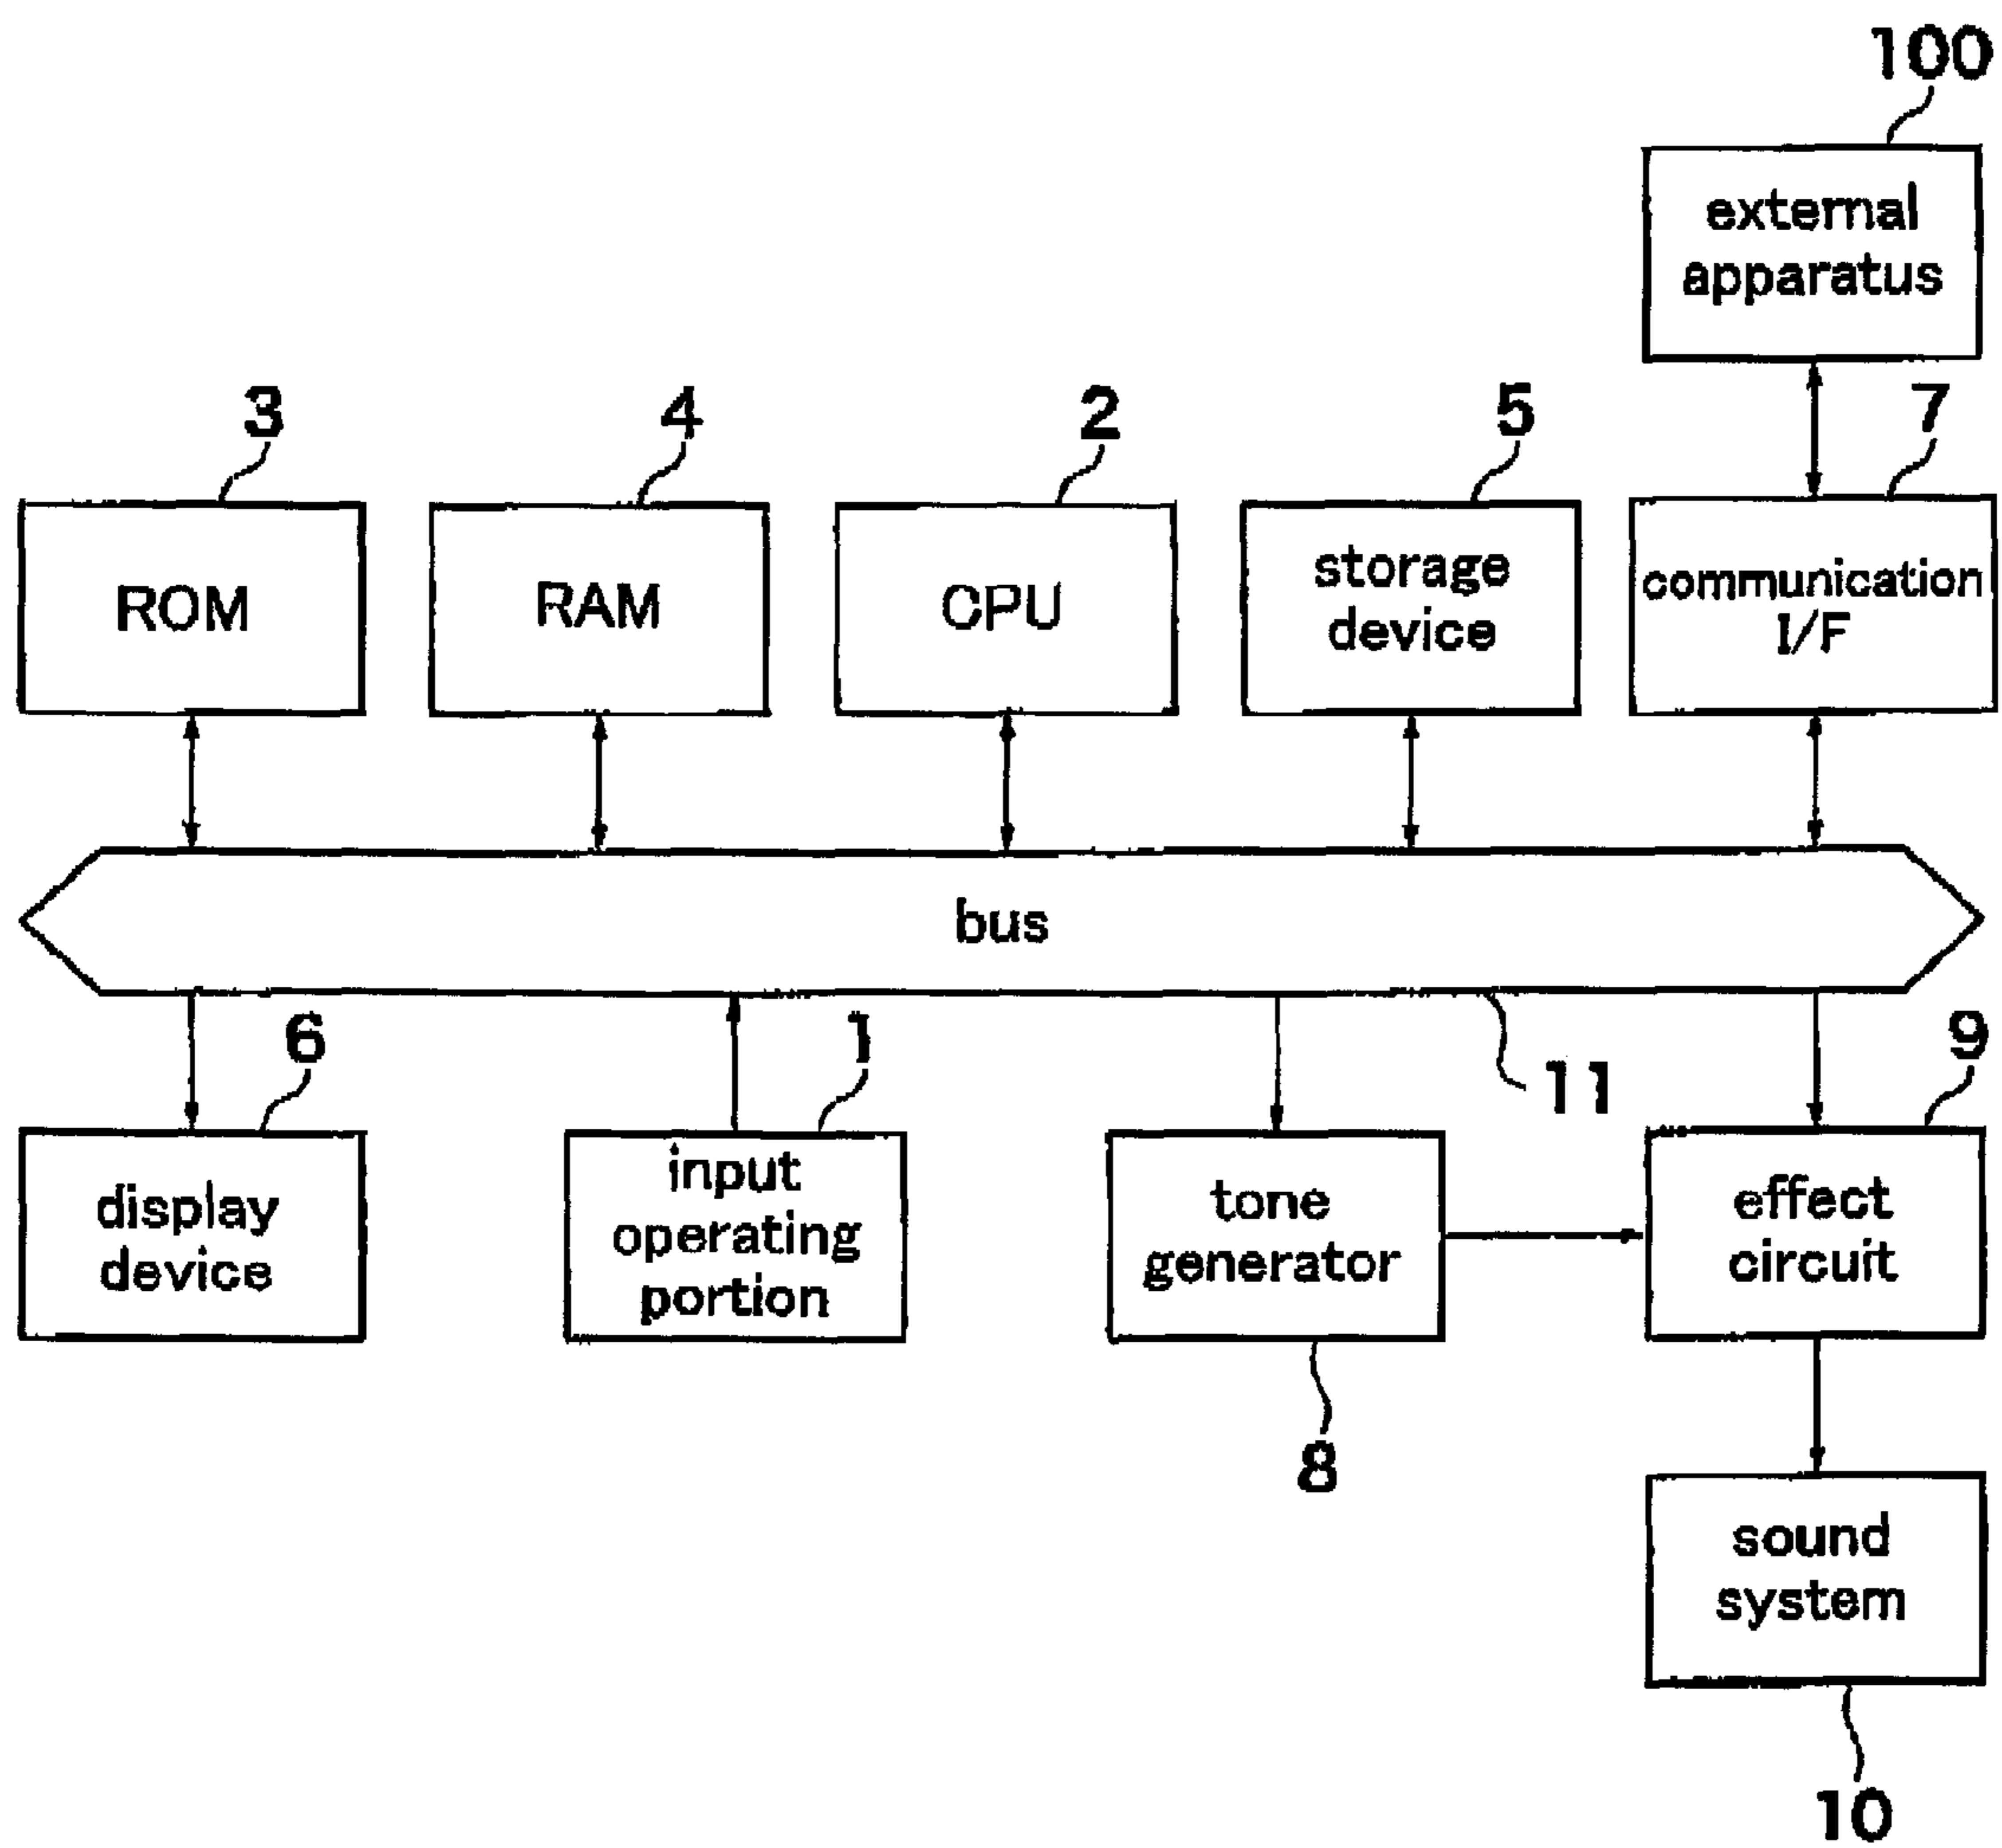 100
external
apparatus
3
4
2
5
7
ROM
RAM
CPU
storage
device
communication
I/F
bus
6
1
11
9
display
device
input
operating
portion
tone
generator
effect
circuit
8
sound
system
10